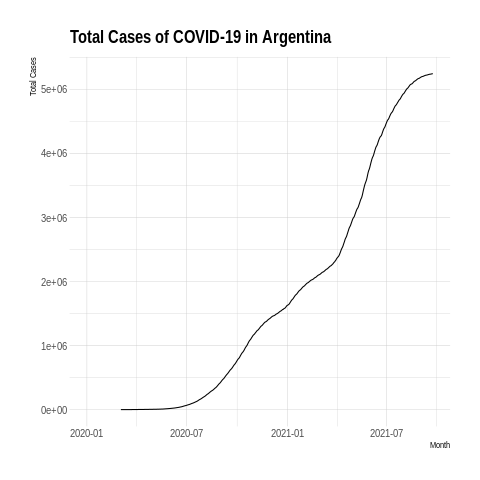 Total Cases of COVID-19 in Argentina
Total Cases
5e+06
4e+06
3e+06
2e+06
1e+06
0e+00
2020-01 2020-07 2021-01 2021-07
Month